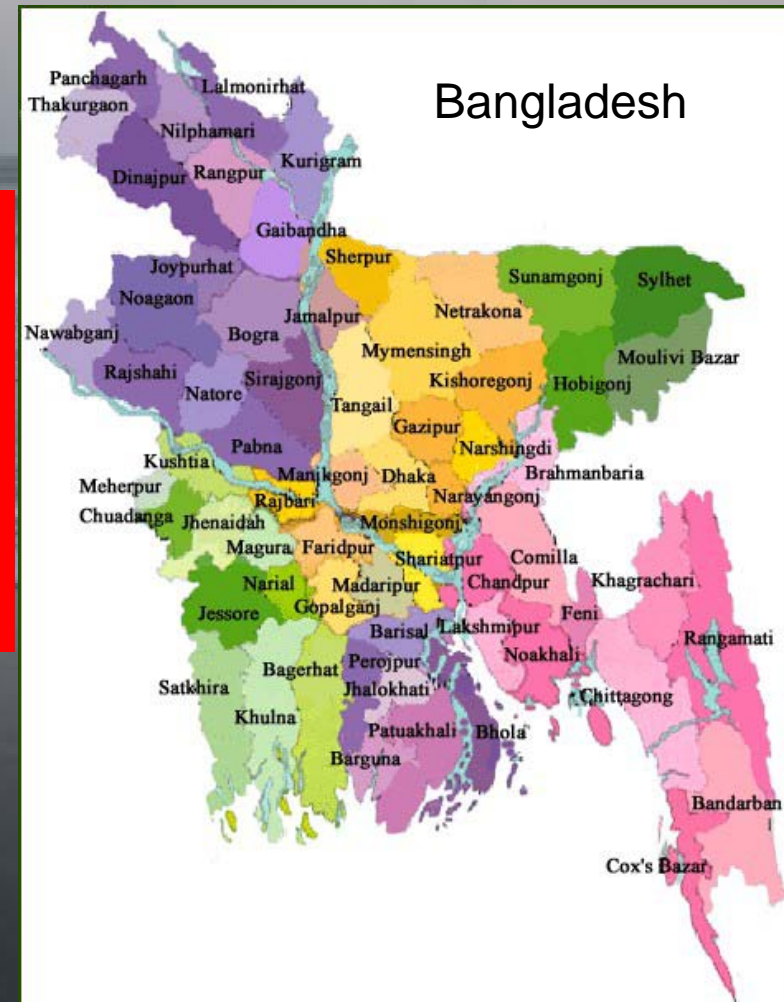 Bangladesh
Panchagarh
Lalmonirhat
Thakurgaon
Nilphamari
Kurigram
Dinajpur
Rangpur
Gaibandha
Sherpur
Joypurhat
Sunamgonj
Sylhet
Noagaon
Jamalpur
Netrakona
Nawabganj
Bogra
Mymensingh
Moulivi Bazar
Rajshahi
Sirajgonj
Kishoregonj
Hobigonj
Natore
Tangail
Gazipur
Pabna
Narshingdi
Kushtia
Manikgonj
Dhaka
Brahmanbaria
Meherpur
Rajbari
Narayangonj
Chuadanga
Jhenaidah
Monshigonj
Magura
Faridpur
Shariatpur
Comilla
Narial
Madaripur
Chandpur
Khagrachari
Jessore
Gopalganj
Feni
Barisal
Lakshmipur
Rangamati
Noakhali
Bagerhat
Perojpur
Satkhira
Jhalokhati
Chittagong
Khulna
Patuakhali
Bhola
Barguna
Bandarban
Cox's Bazar